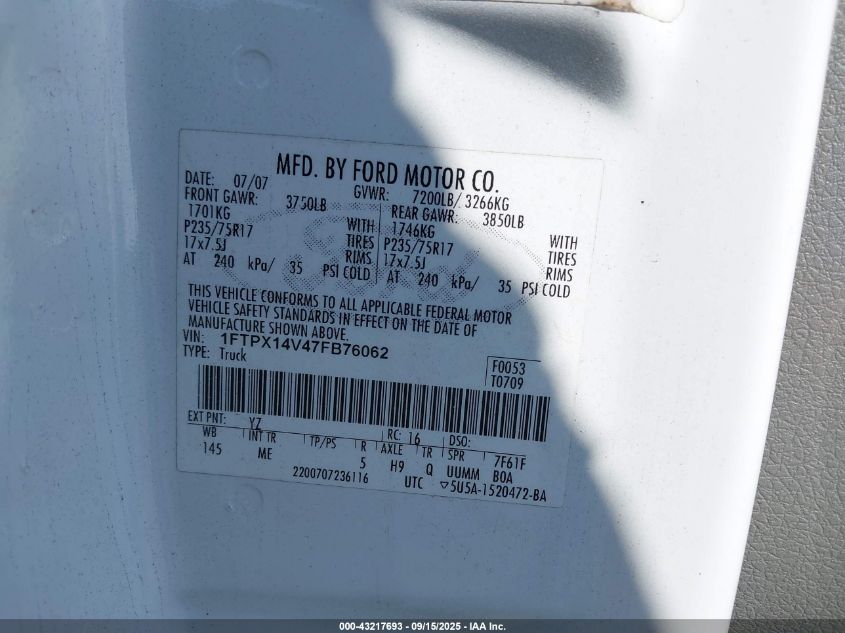 MFD. BY FORD MOTOR CO.
DATE: 07/07 GVWR: 7200LB/ 3266KG
FRONT GAWR: 3750LB REAR GAWR: 3850LB
1701KG WITH 1746KG WITH
P235/75R17 TIRES P235/75R17 TIRES
17x7.5J RIMS 17x7.5J RIMS
AT 240 kPa/ 35 PSI COLD AT 240 kPa/ 35 PSI COLD
THIS VEHICLE CONFORMS TO ALL APPLICABLE FEDERAL MOTOR
VEHICLE SAFETY STANDARDS IN EFFECT ON THE DATE OF
MANUFACTURE SHOWN ABOVE.
VIN: 1FTPX14V47FB76062 F0053
TYPE: Truck T0709
EXT PNT: YZ RC: 16 DSO:
WB INT TR TP/PS R AXLE TR SPR 7F61F
145 ME 5 H9 Q UUMM BOA
2200707236116 UTC ▽5U5A-1520472-BA
000-43217693 - 09/15/2025 - IAA Inc.